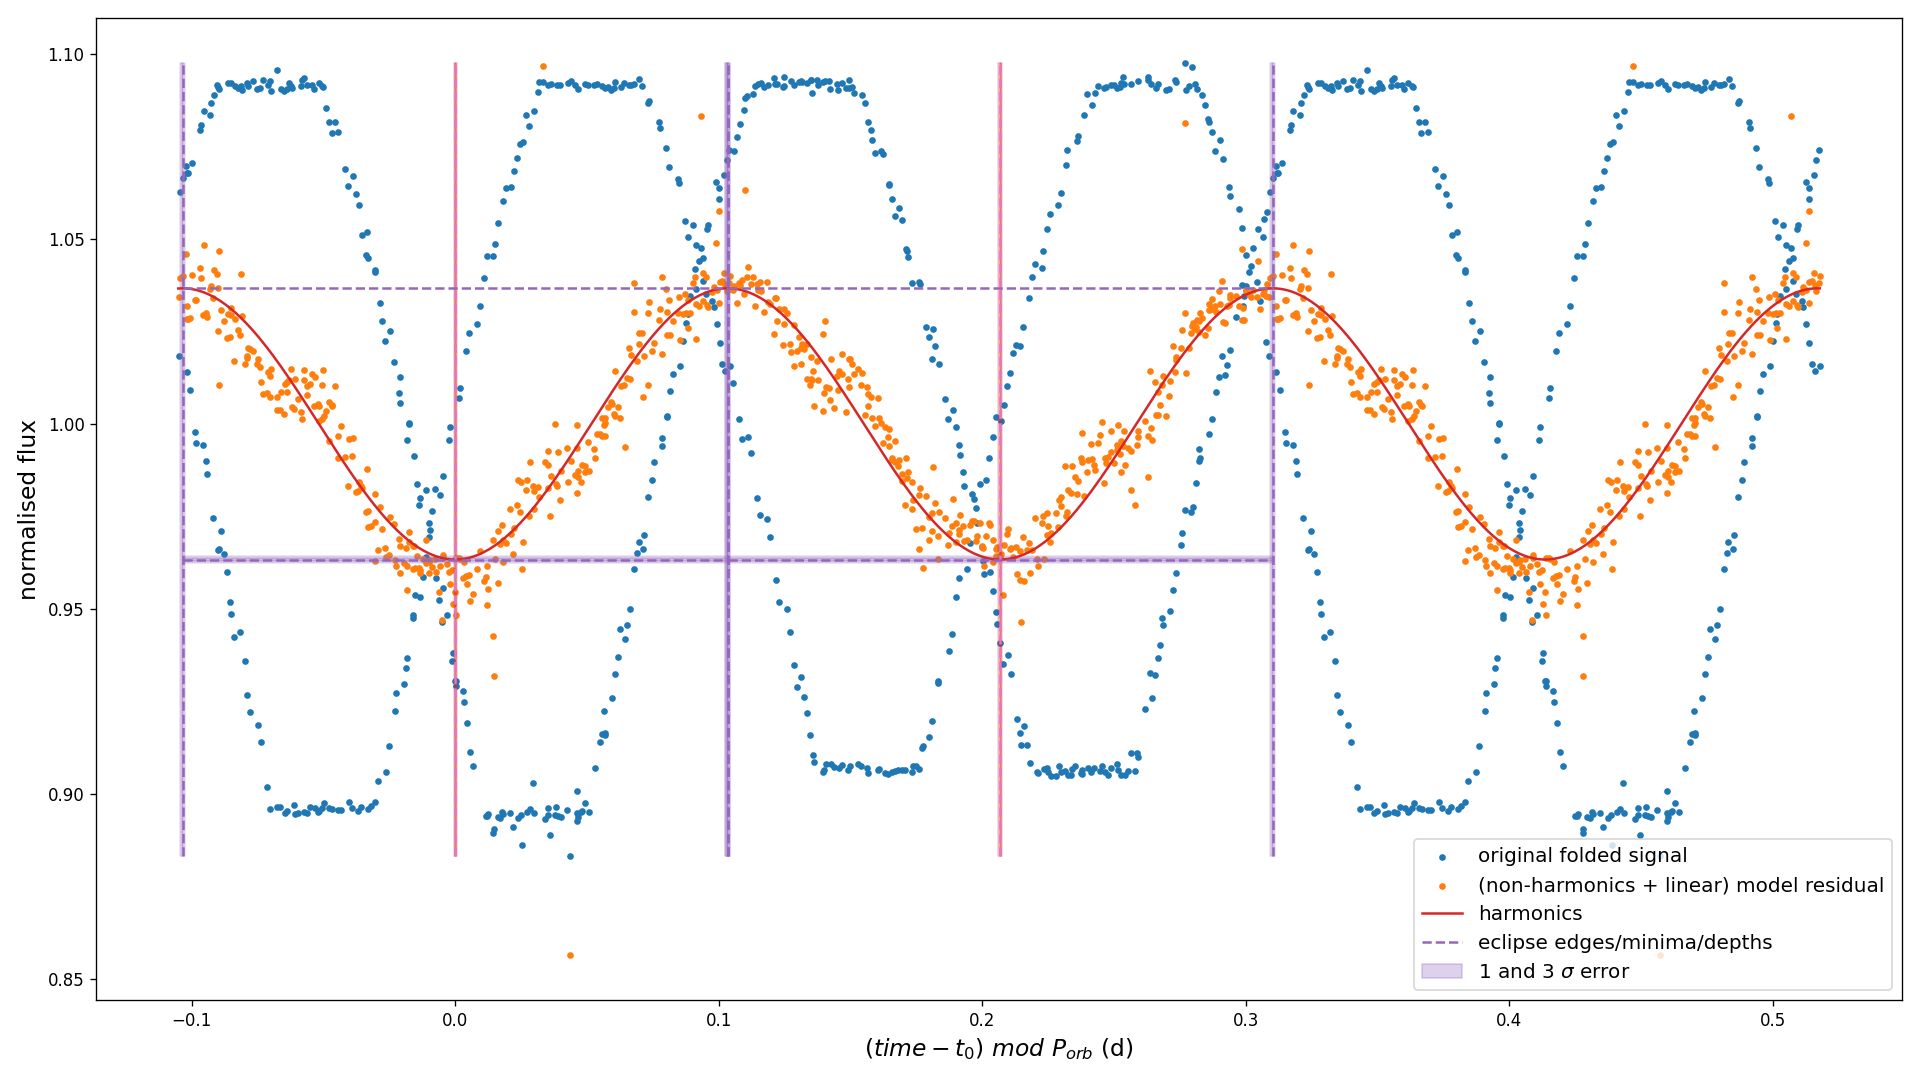 1.10
1.05
1.00
0.95
0.90
0.85
normalised flux
−0.1
0.0
0.1
0.2
0.3
0.4
0.5
(time − t₀) mod Pₒᵣb (d)
original folded signal
(non-harmonics + linear) model residual
harmonics
eclipse edges/minima/depths
1 and 3 σ error